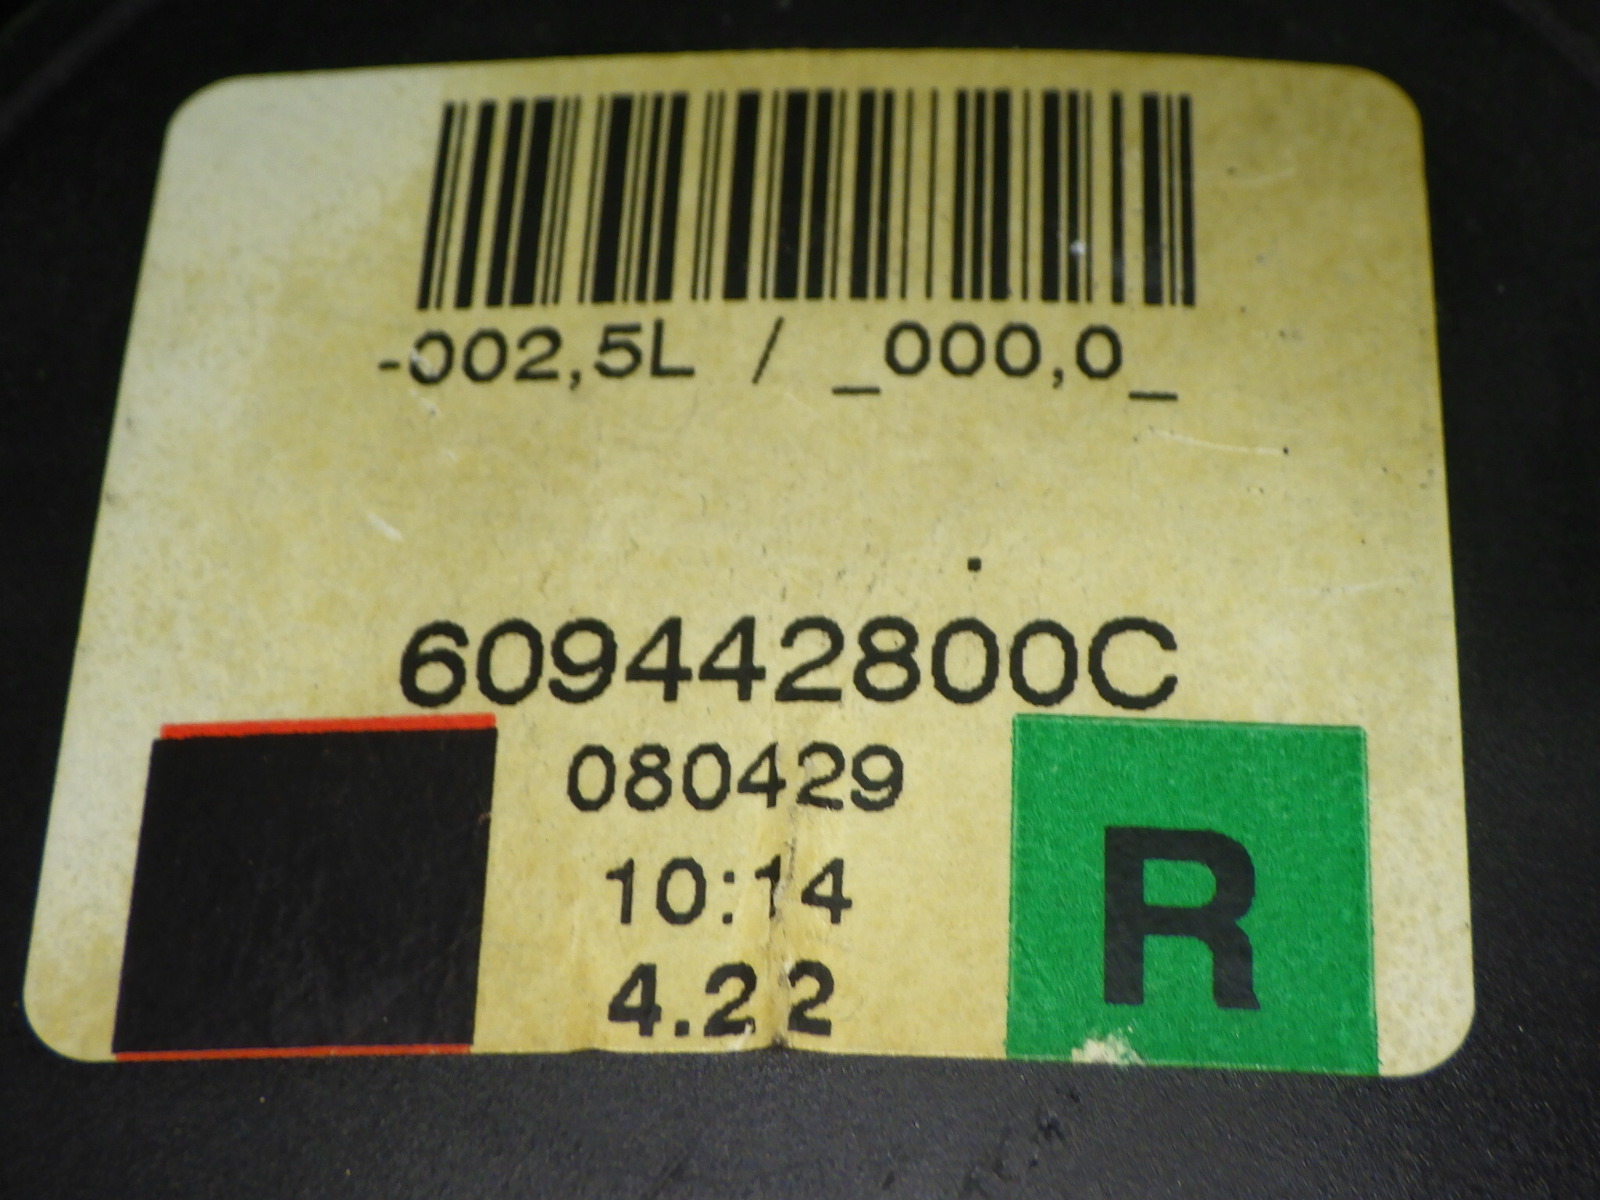 -002,5L / _000,0_
609442800C
080429
10:14
4.22
R